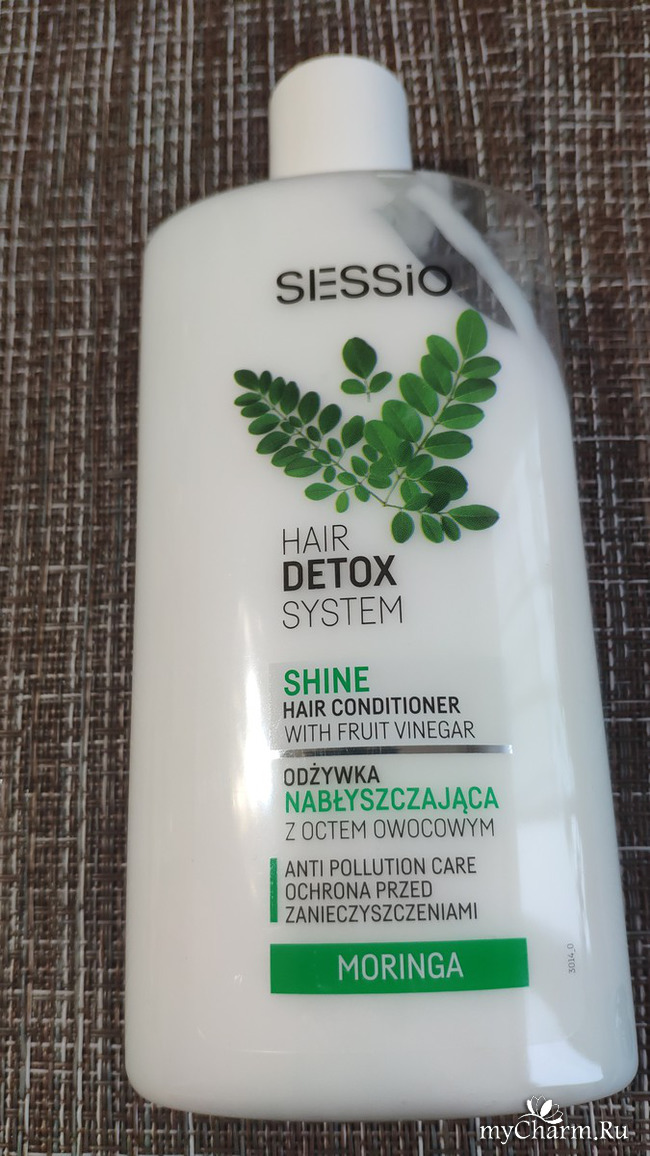 SESSiO
HAIR
DETOX
SYSTEM
SHINE
HAIR CONDITIONER
WITH FRUIT VINEGAR
ODŻYWKA
NABŁYSZCZAJĄCA
Z OCTEM OWOCOWYM
ANTI POLLUTION CARE
OCHRONA PRZED
ZANIECZYSZCZENIAMI
MORINGA
3014_0
myCharm.Ru